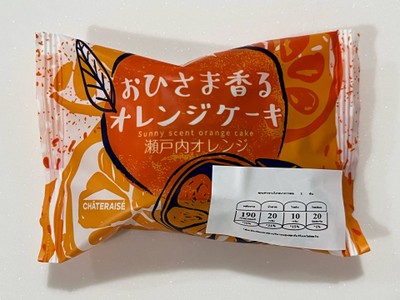 おひさま香る
オレンジケーキ
Sunny scent orange cake
瀬戸内オレンジ
CHÂTERAISÉ
190
20
10
20